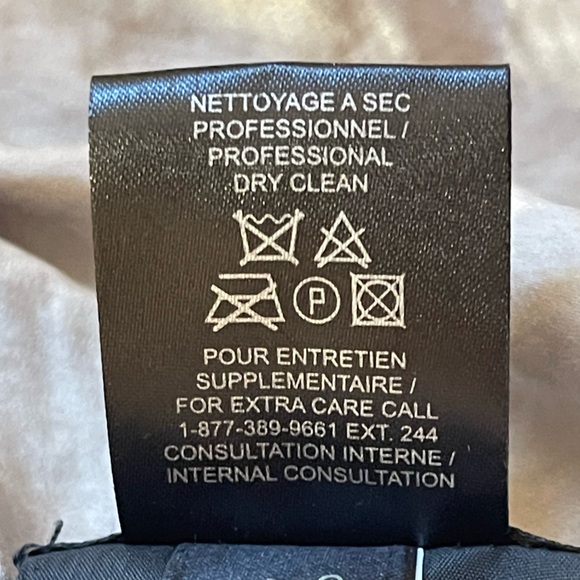 NETTOYAGE A SEC
PROFESSIONNEL /
PROFESSIONAL
DRY CLEAN
P
POUR ENTRETIEN
SUPPLEMENTAIRE /
FOR EXTRA CARE CALL
1-877-389-9661 EXT. 244
CONSULTATION INTERNE /
INTERNAL CONSULTATION